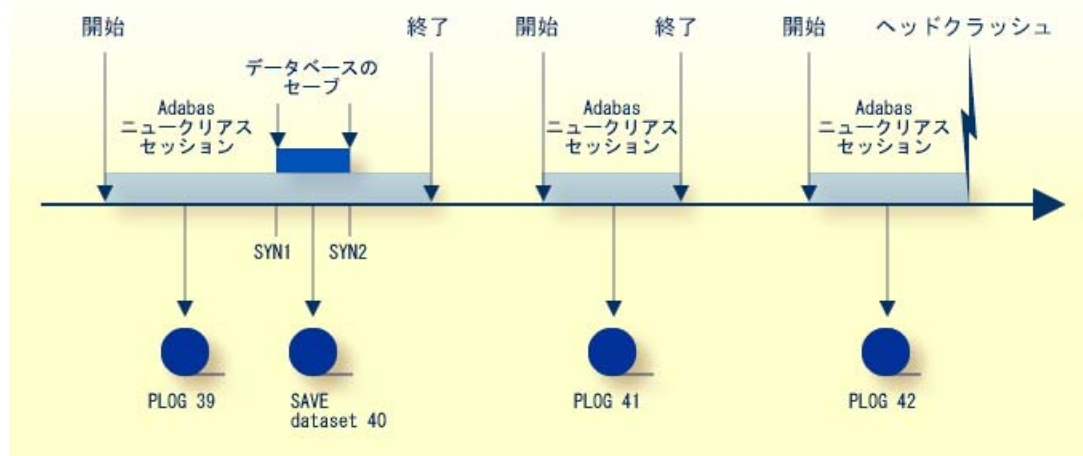 開始
終了
開始
終了
開始
ヘッドクラッシュ
データベースの
セーブ
Adabas
ニュークリアス
セッション
Adabas
ニュークリアス
セッション
Adabas
ニュークリアス
セッション
SYN1
SYN2
PLOG 39
SAVE
dataset 40
PLOG 41
PLOG 42